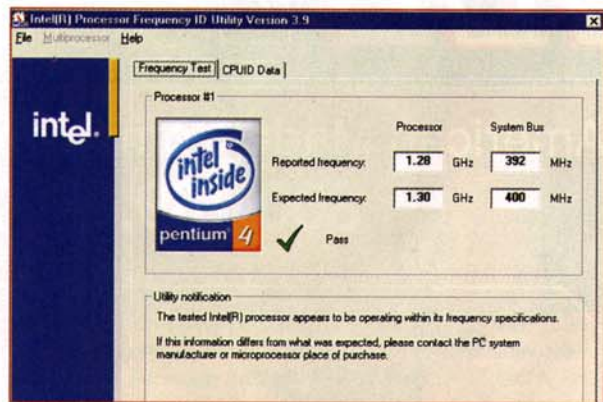 Intel(R) Processor Frequency ID Utility Version 3.9
File Multiprocessor Help
Frequency Test CPUID Data
intel.
Processor #1
Processor System Bus
intel inside
pentium 4
Reported frequency: 1.28 GHz 392 MHz
Expected frequency: 1.30 GHz 400 MHz
Pass
Utility notification
The tested Intel(R) processor appears to be operating within its frequency specifications.
If this information differs from what was expected, please contact the PC system
manufacturer or microprocessor place of purchase.